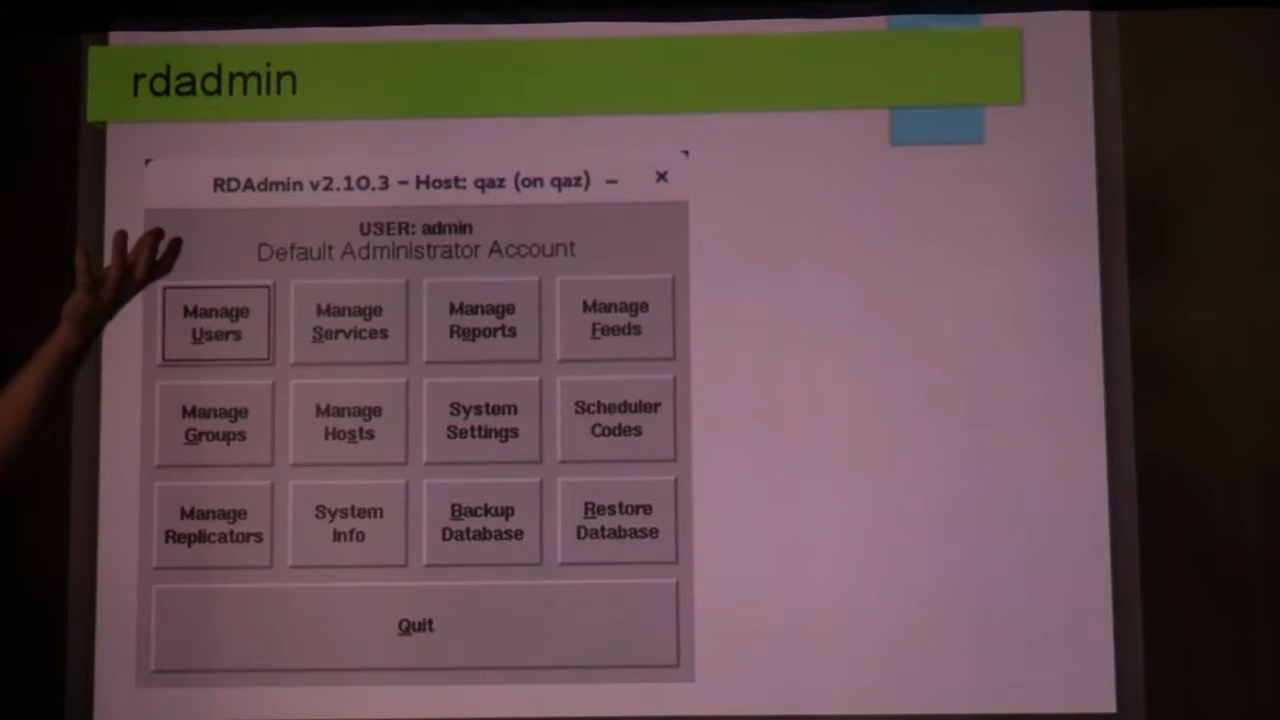 rdadmin
RDAdmin v2.10.3 – Host: qaz (on qaz) – ×
USER: admin
Default Administrator Account
Manage
Users
Manage
Services
Manage
Reports
Manage
Feeds
Manage
Groups
Manage
Hosts
System
Settings
Scheduler
Codes
Manage
Replicators
System
Info
Backup
Database
Restore
Database
Quit